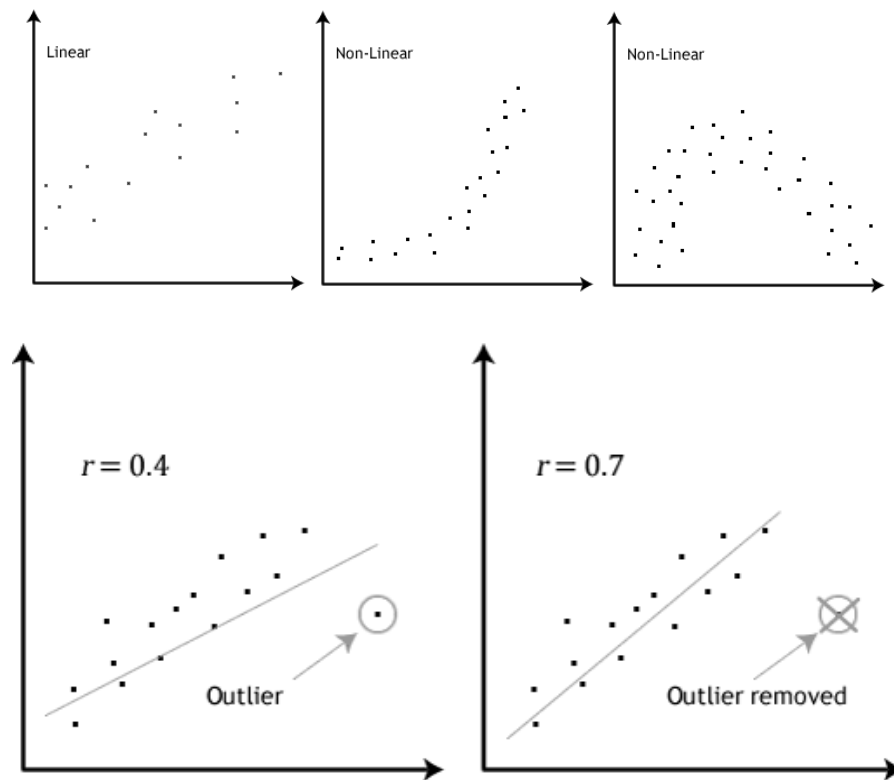 Linear
Non-Linear
Non-Linear
r = 0.4
r = 0.7
Outlier
Outlier removed